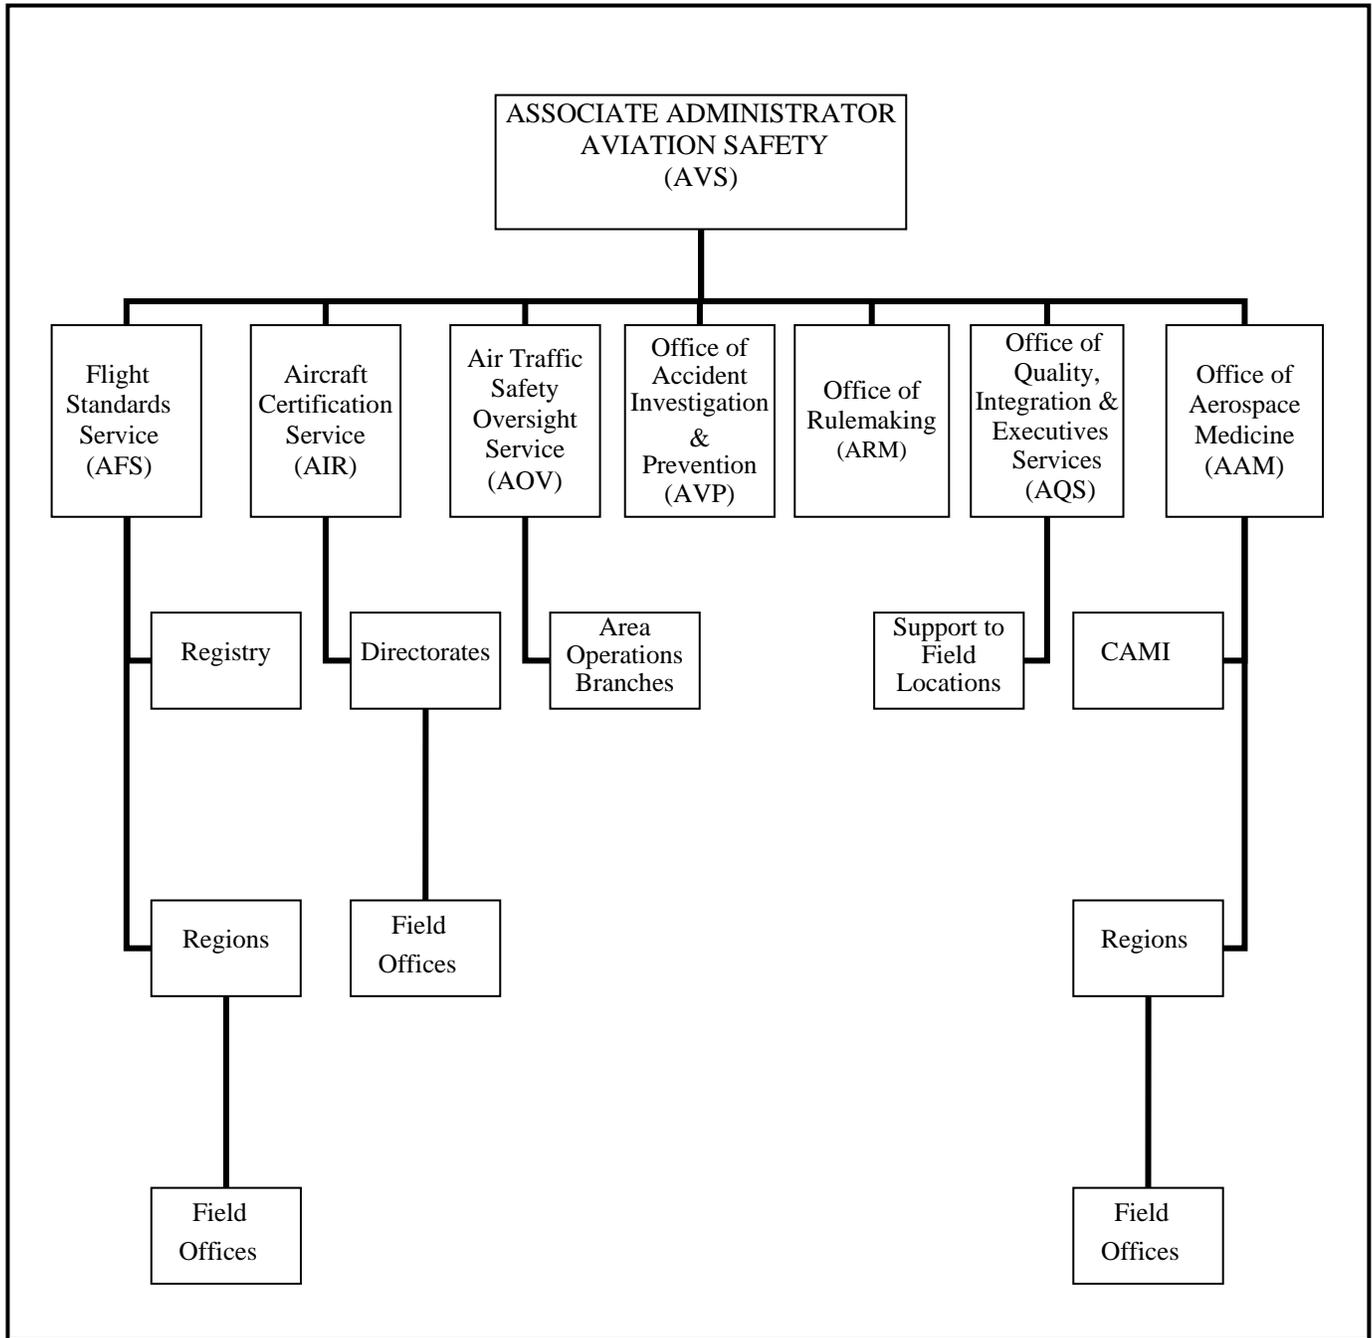 ASSOCIATE ADMINISTRATOR
AVIATION SAFETY
(AVS)
Flight
Standards
Service
(AFS)
Aircraft
Certification
Service
(AIR)
Air Traffic
Safety
Oversight
Service
(AOV)
Office of
Accident
Investigation
&
Prevention
(AVP)
Office of
Rulemaking
(ARM)
Office of
Quality,
Integration &
Executives
Services
(AQS)
Office of
Aerospace
Medicine
(AAM)
Registry
Directorates
Area
Operations
Branches
Support to
Field
Locations
CAMI
Regions
Field
Offices
Regions
Field
Offices
Field
Offices